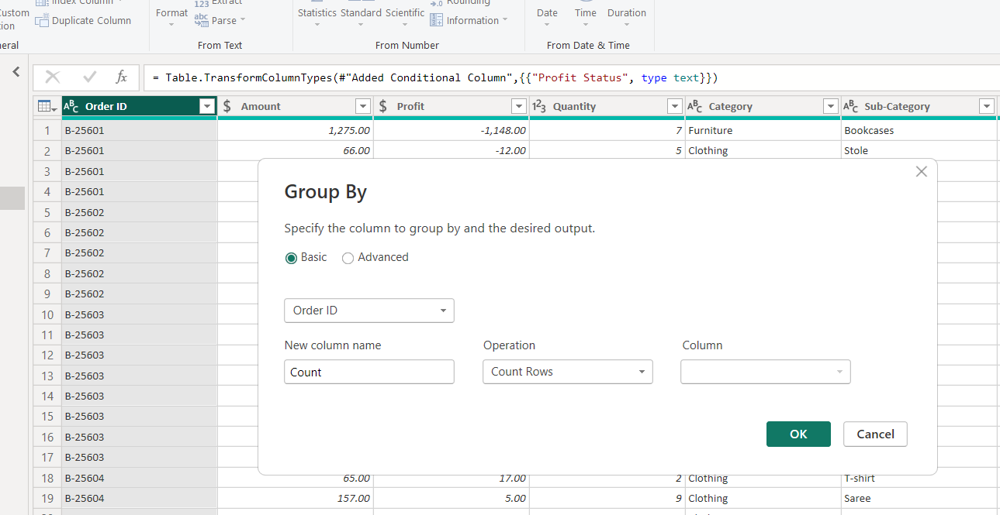 Index Column
Duplicate Column
Format
123 Extract
abc Parse
From Text
Statistics Standard Scientific
Rounding
Information
From Number
Date Time Duration
From Date & Time
fx = Table.TransformColumnTypes(#"Added Conditional Column",{{"Profit Status", type text}})
ABC Order ID $ Amount $ Profit 123 Quantity ABC Category ABC Sub-Category
1 B-25601 1,275.00 -1,148.00 7 Furniture Bookcases
2 B-25601 66.00 -12.00 5 Clothing Stole
3 B-25601
4 B-25601
5 B-25602
6 B-25602
7 B-25602
8 B-25602
9 B-25602
10 B-25603
11 B-25603
12 B-25603
13 B-25603
14 B-25603
15 B-25603
16 B-25603
17 B-25603
18 B-25604 65.00 17.00 2 Clothing T-shirt
19 B-25604 157.00 5.00 9 Clothing Saree
Group By
Specify the column to group by and the desired output.
Basic Advanced
Order ID
New column name Operation Column
Count Count Rows
OK Cancel